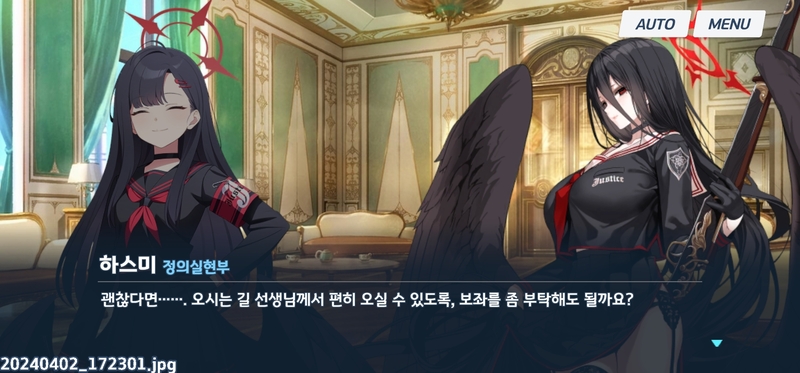 AUTO MENU
Justice
하스미 정의실현부
괜찮다면……. 오시는 길 선생님께서 편히 오실 수 있도록, 보좌를 좀 부탁해도 될까요?
20240402_172301.jpg